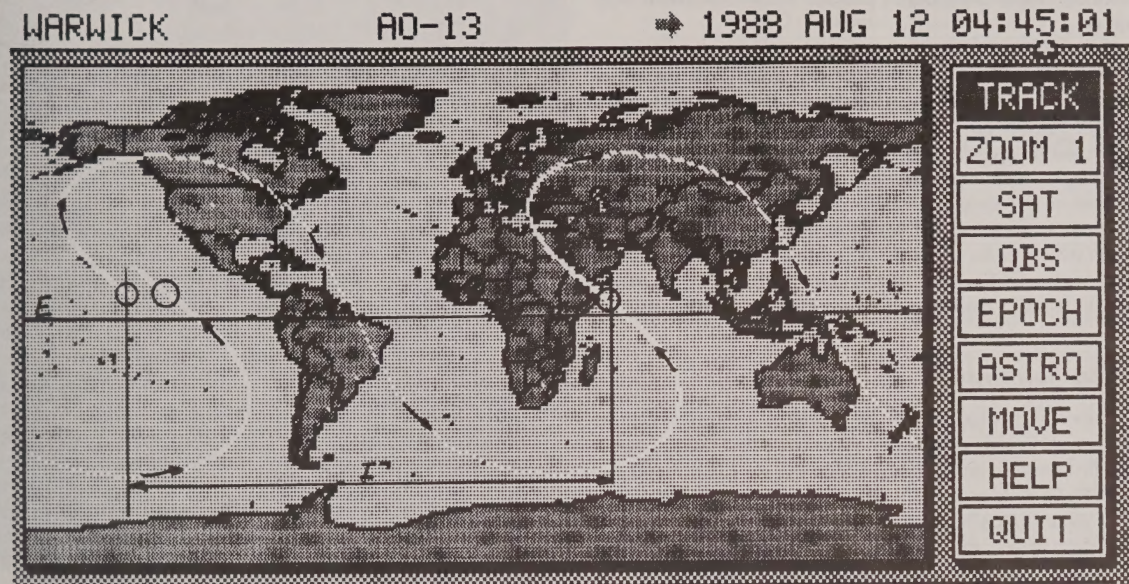 WARWICK AO-13 → 1988 AUG 12 04:45:01
TRACK
ZOOM 1
SAT
OBS
EPOCH
ASTRO
MOVE
HELP
QUIT
E